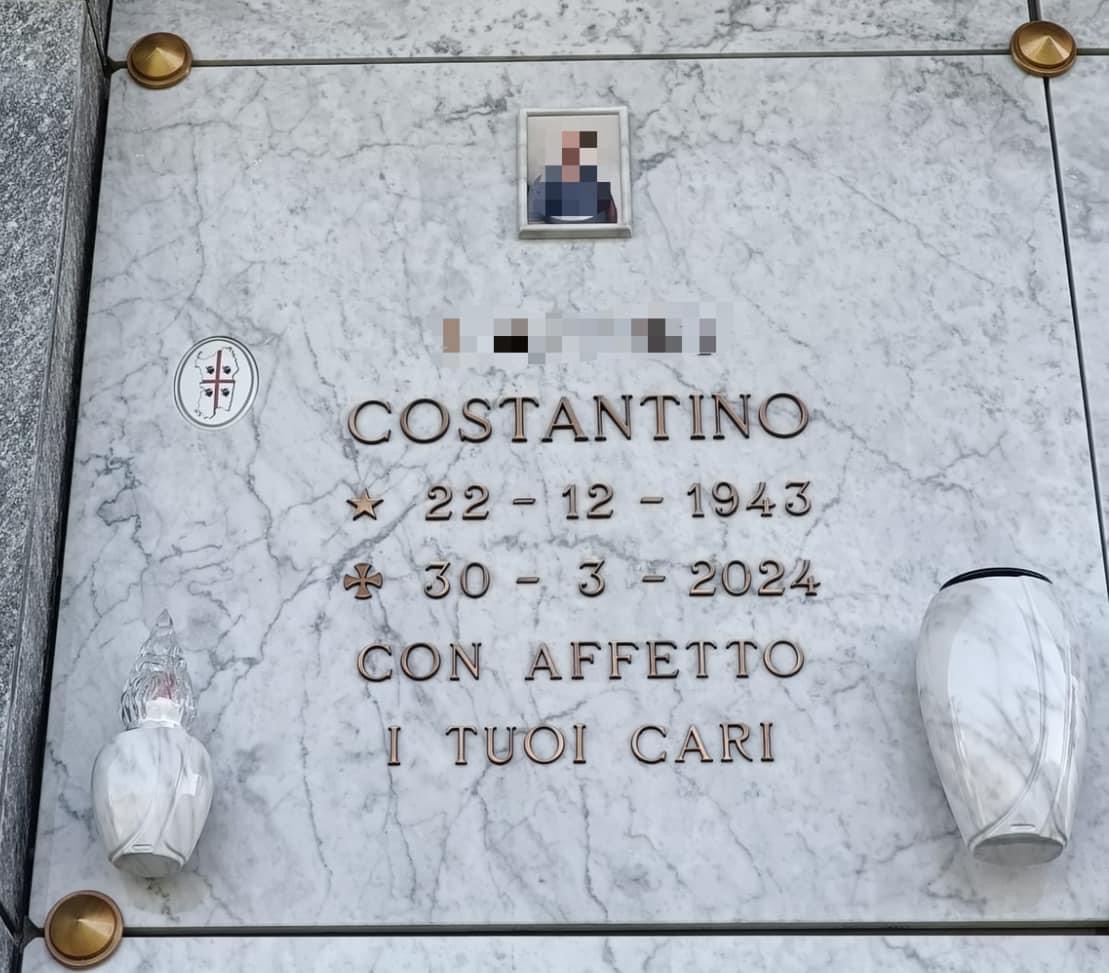 COSTANTINO
22 - 12 - 1943
30 - 3 - 2024
CON AFFETTO
I TUOI CARI